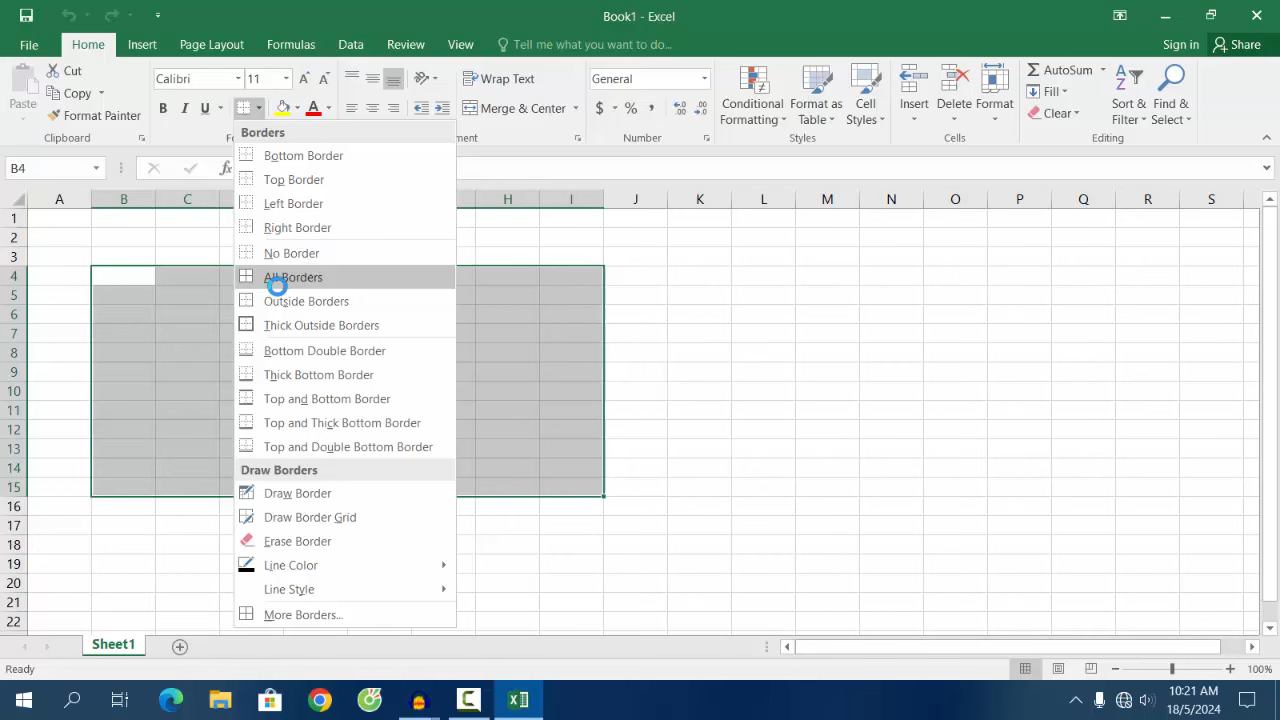 Book1 - Excel
File Home Insert Page Layout Formulas Data Review View Tell me what you want to do... Sign in Share
Paste
Cut
Copy
Format Painter
Clipboard
Calibri 11
B I U A
Wrap Text
Merge & Center
General
$ % ,
Number
Conditional Formatting
Format as Table
Cell Styles
Styles
Insert Delete Format
Cells
AutoSum
Fill
Clear
Sort & Filter
Find & Select
Editing
B4
fx
A B C H I J K L M N O P Q R S
1
2
3
4
5
6
7
8
9
10
11
12
13
14
15
16
17
18
19
20
21
22
Borders
Bottom Border
Top Border
Left Border
Right Border
No Border
All Borders
Outside Borders
Thick Outside Borders
Bottom Double Border
Thick Bottom Border
Top and Bottom Border
Top and Thick Bottom Border
Top and Double Bottom Border
Draw Borders
Draw Border
Draw Border Grid
Erase Border
Line Color
Line Style
More Borders...
Sheet1
Ready
100%
10:21 AM
18/5/2024